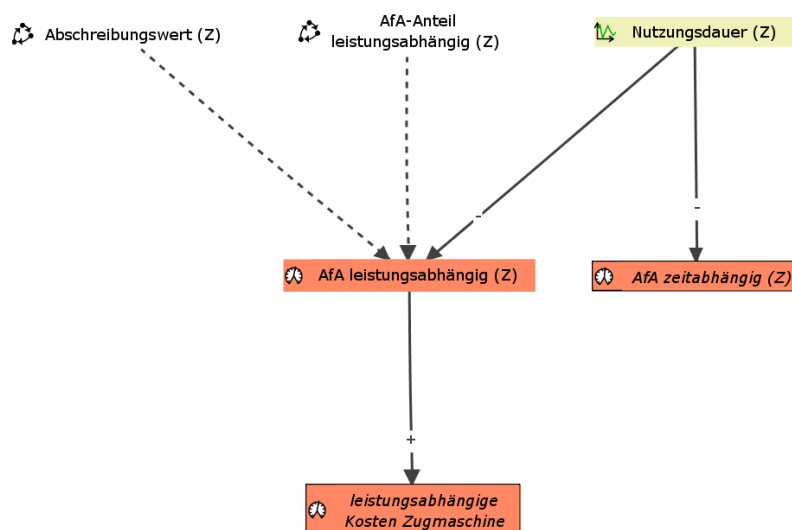 Abschreibungswert (Z)
AfA-Anteil
leistungsabhängig (Z)
Nutzungsdauer (Z)
-
-
AfA leistungsabhängig (Z)
AfA zeitabhängig (Z)
+
leistungsabhängige
Kosten Zugmaschine